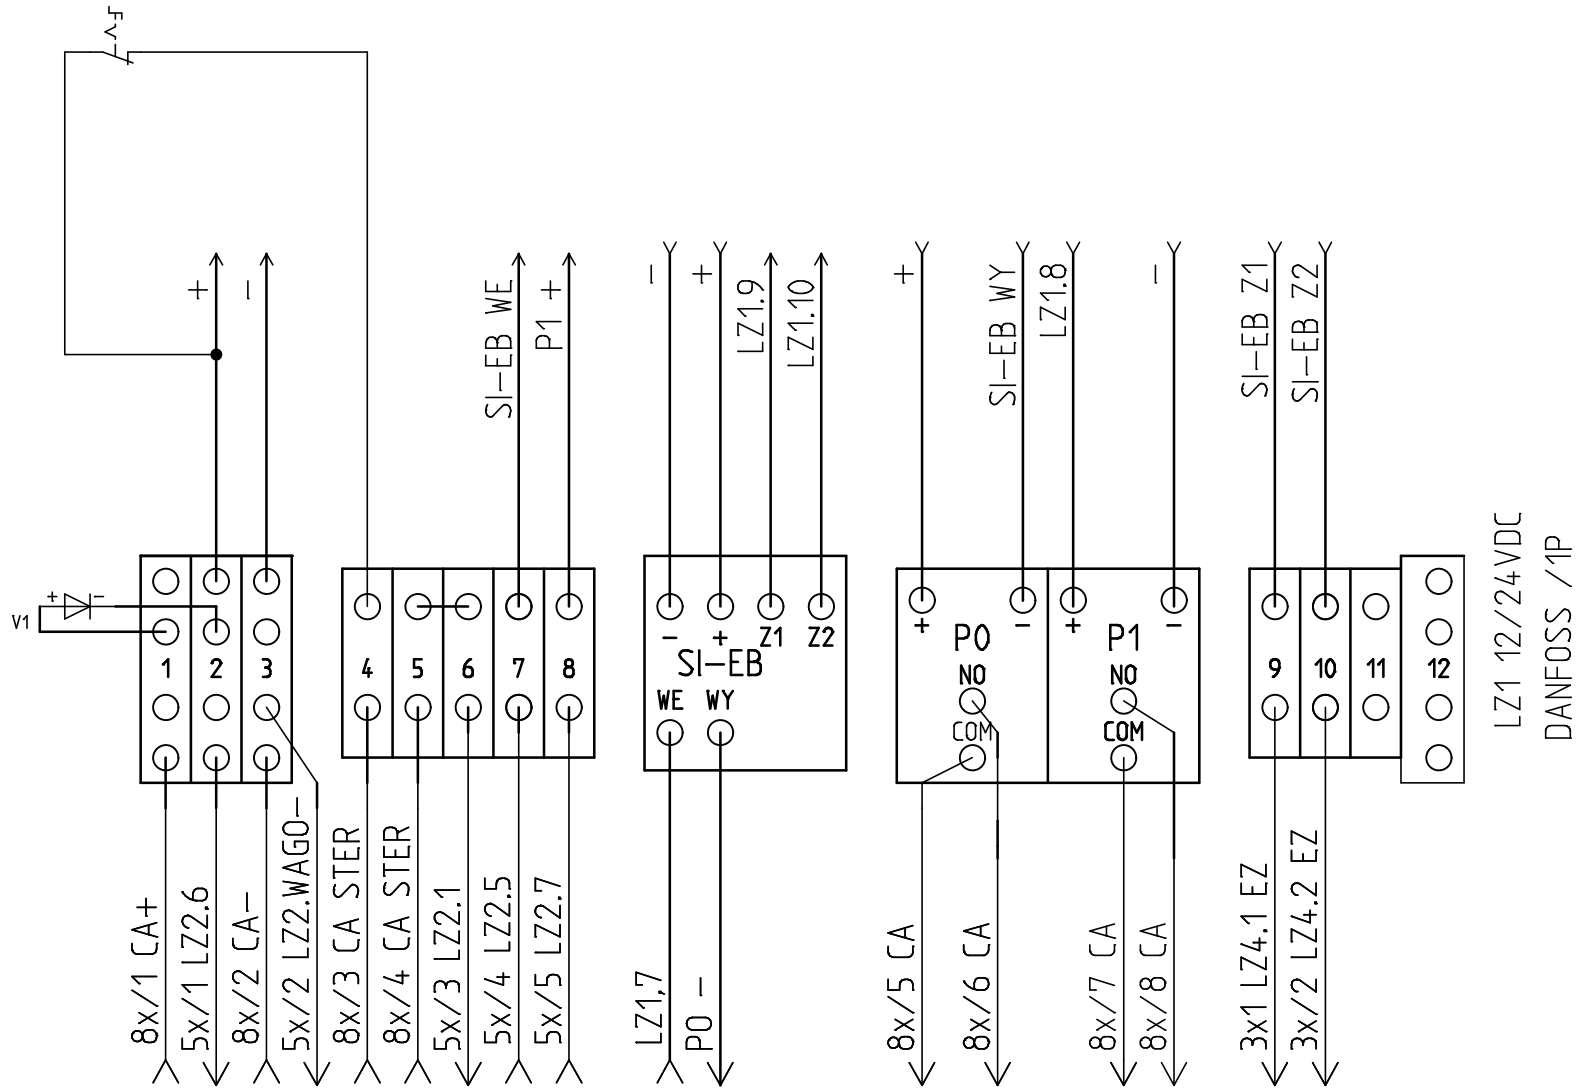 +
-
SI-EB WE
P1 +
-
+
LZ1.9
LZ1.10
+
SI-EB WY
LZ1.8
-
SI-EB Z1
SI-EB Z2
V1
+
-
1
2
3
4
5
6
7
8
-
+
Z1
Z2
SI-EB
WE
WY
+
-
P0
NO
COM
+
-
P1
NO
COM
9
10
11
12
8x/1 CA+
5x/1 LZ2.6
8x/2 CA-
5x/2 LZ2.WAGO-
8x/3 CA STER
8x/4 CA STER
5x/3 LZ2.1
5x/4 LZ2.5
5x/5 LZ2.7
LZ1,7
PO -
8x/5 CA
8x/6 CA
8x/7 CA
8x/8 CA
3x1 LZ4.1 EZ
3x/2 LZ4.2 EZ
LZ1 12/24VDC
DANFOSS /1P